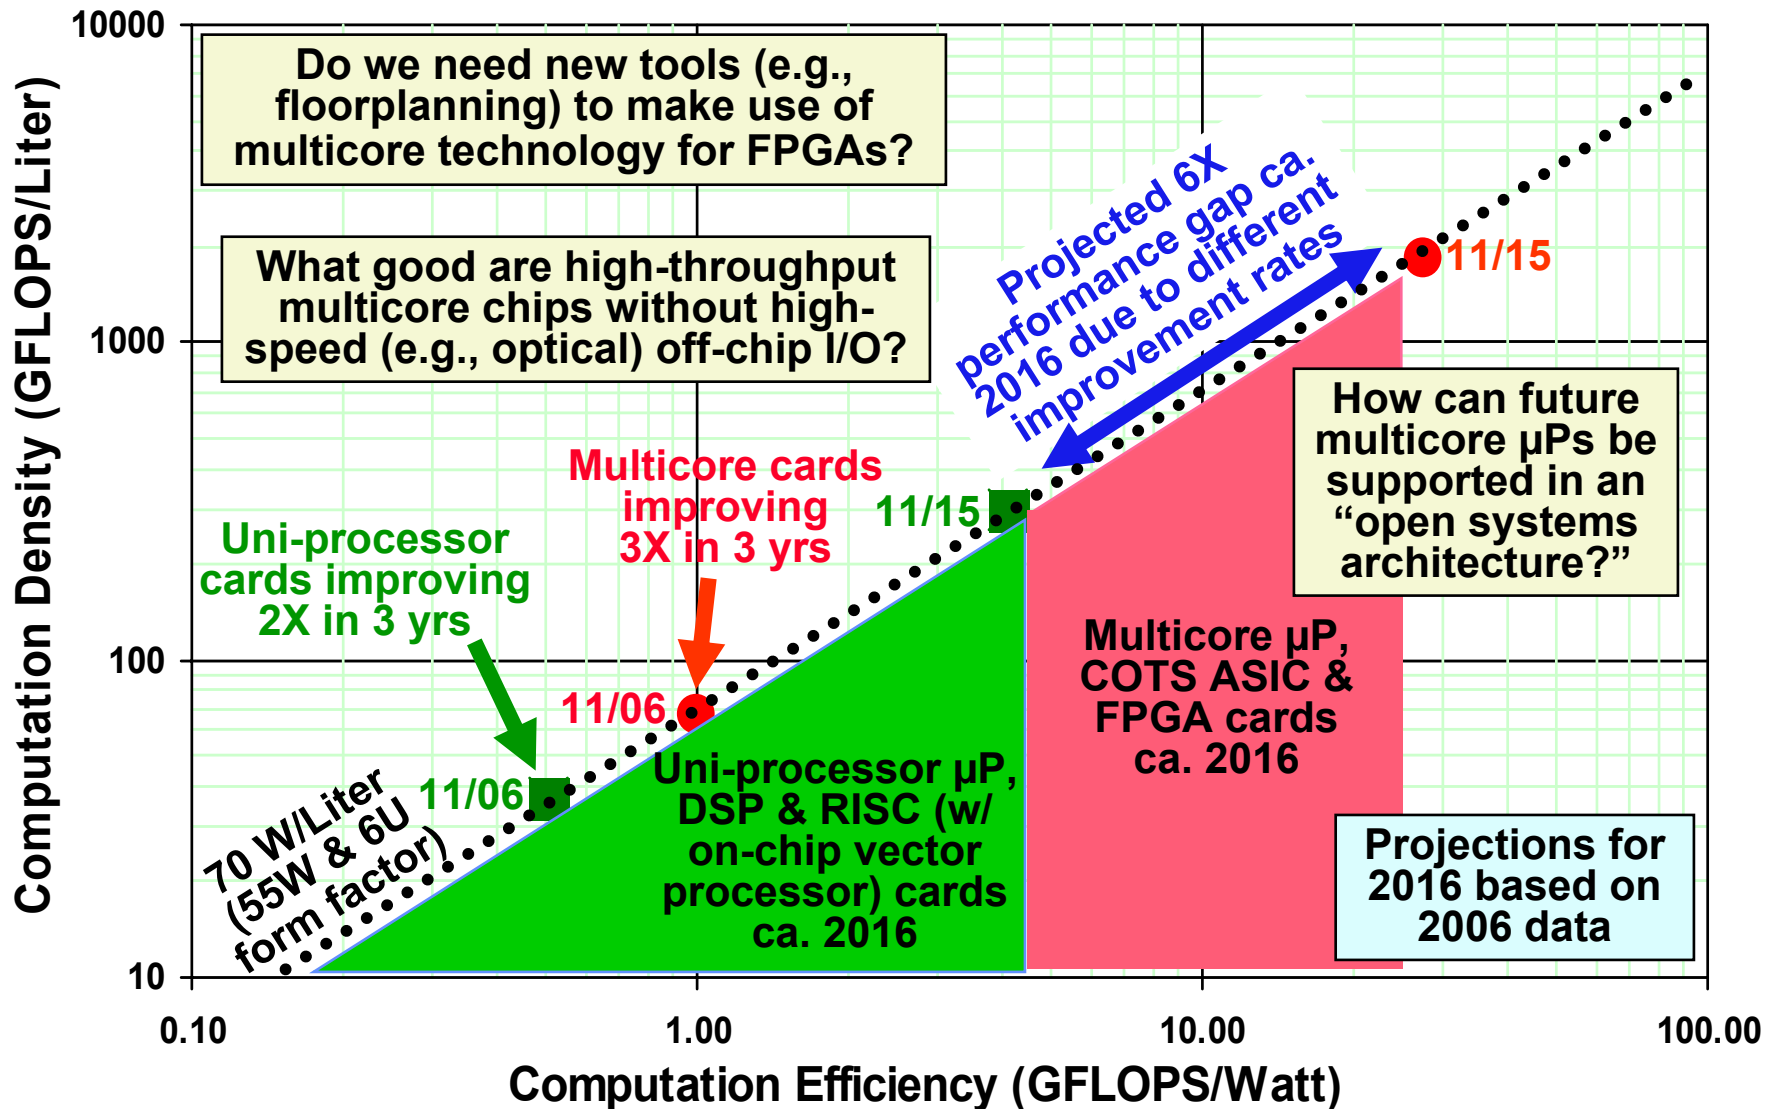 Computation Density (GFLOPS/Liter)
10000
1000
100
10
Do we need new tools (e.g.,
floorplanning) to make use of
multicore technology for FPGAs?
What good are high-throughput
multicore chips without high-
speed (e.g., optical) off-chip I/O?
Projected 6X
performance gap ca.
2016 due to different
improvement rates
11/15
How can future
multicore µPs be
supported in an
“open systems
architecture?”
Multicore cards
improving
3X in 3 yrs
11/15
Uni-processor
cards improving
2X in 3 yrs
11/06
11/06
70 W/Liter
(55W & 6U
form factor)
Uni-processor µP,
DSP & RISC (w/
on-chip vector
processor) cards
ca. 2016
Multicore µP,
COTS ASIC &
FPGA cards
ca. 2016
Projections for
2016 based on
2006 data
0.10
1.00
10.00
100.00
Computation Efficiency (GFLOPS/Watt)